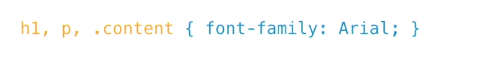 h1, p, .content { font-family: Arial; }